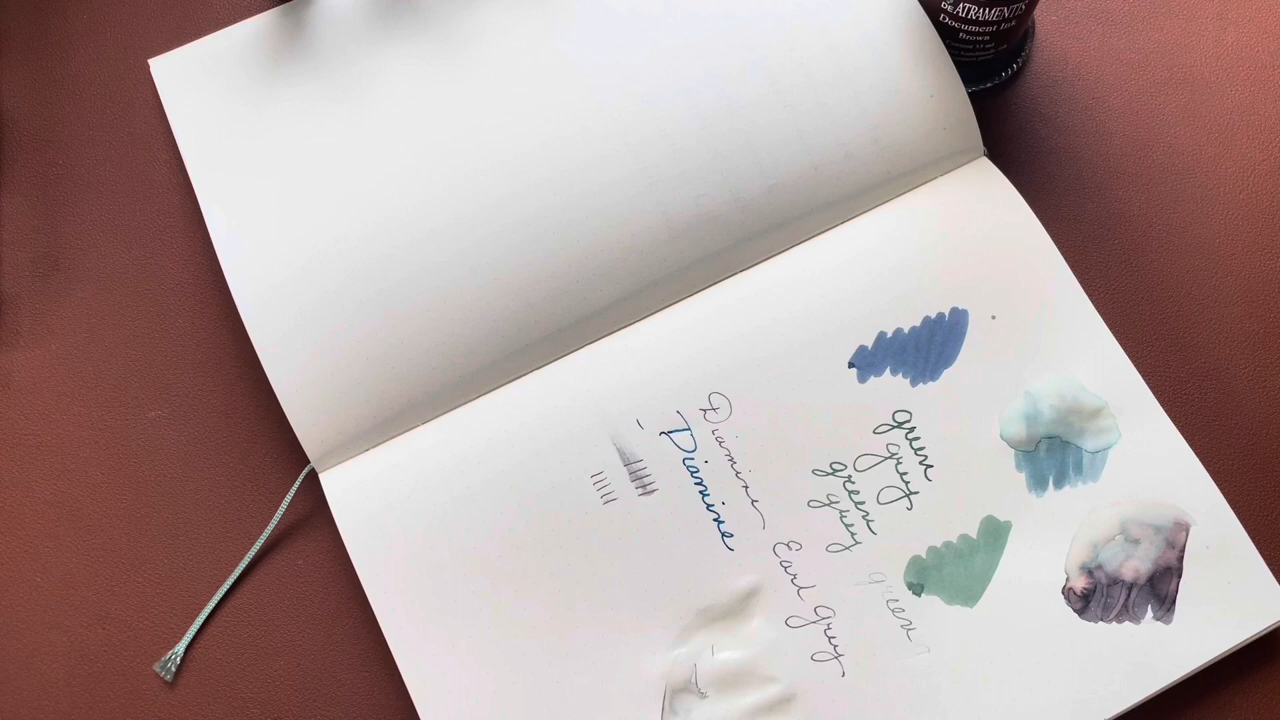 DE ATRAMENTIS
Document Ink
Brown
green
grey
green
grey
green
Diamine
Earl Grey
Diamine